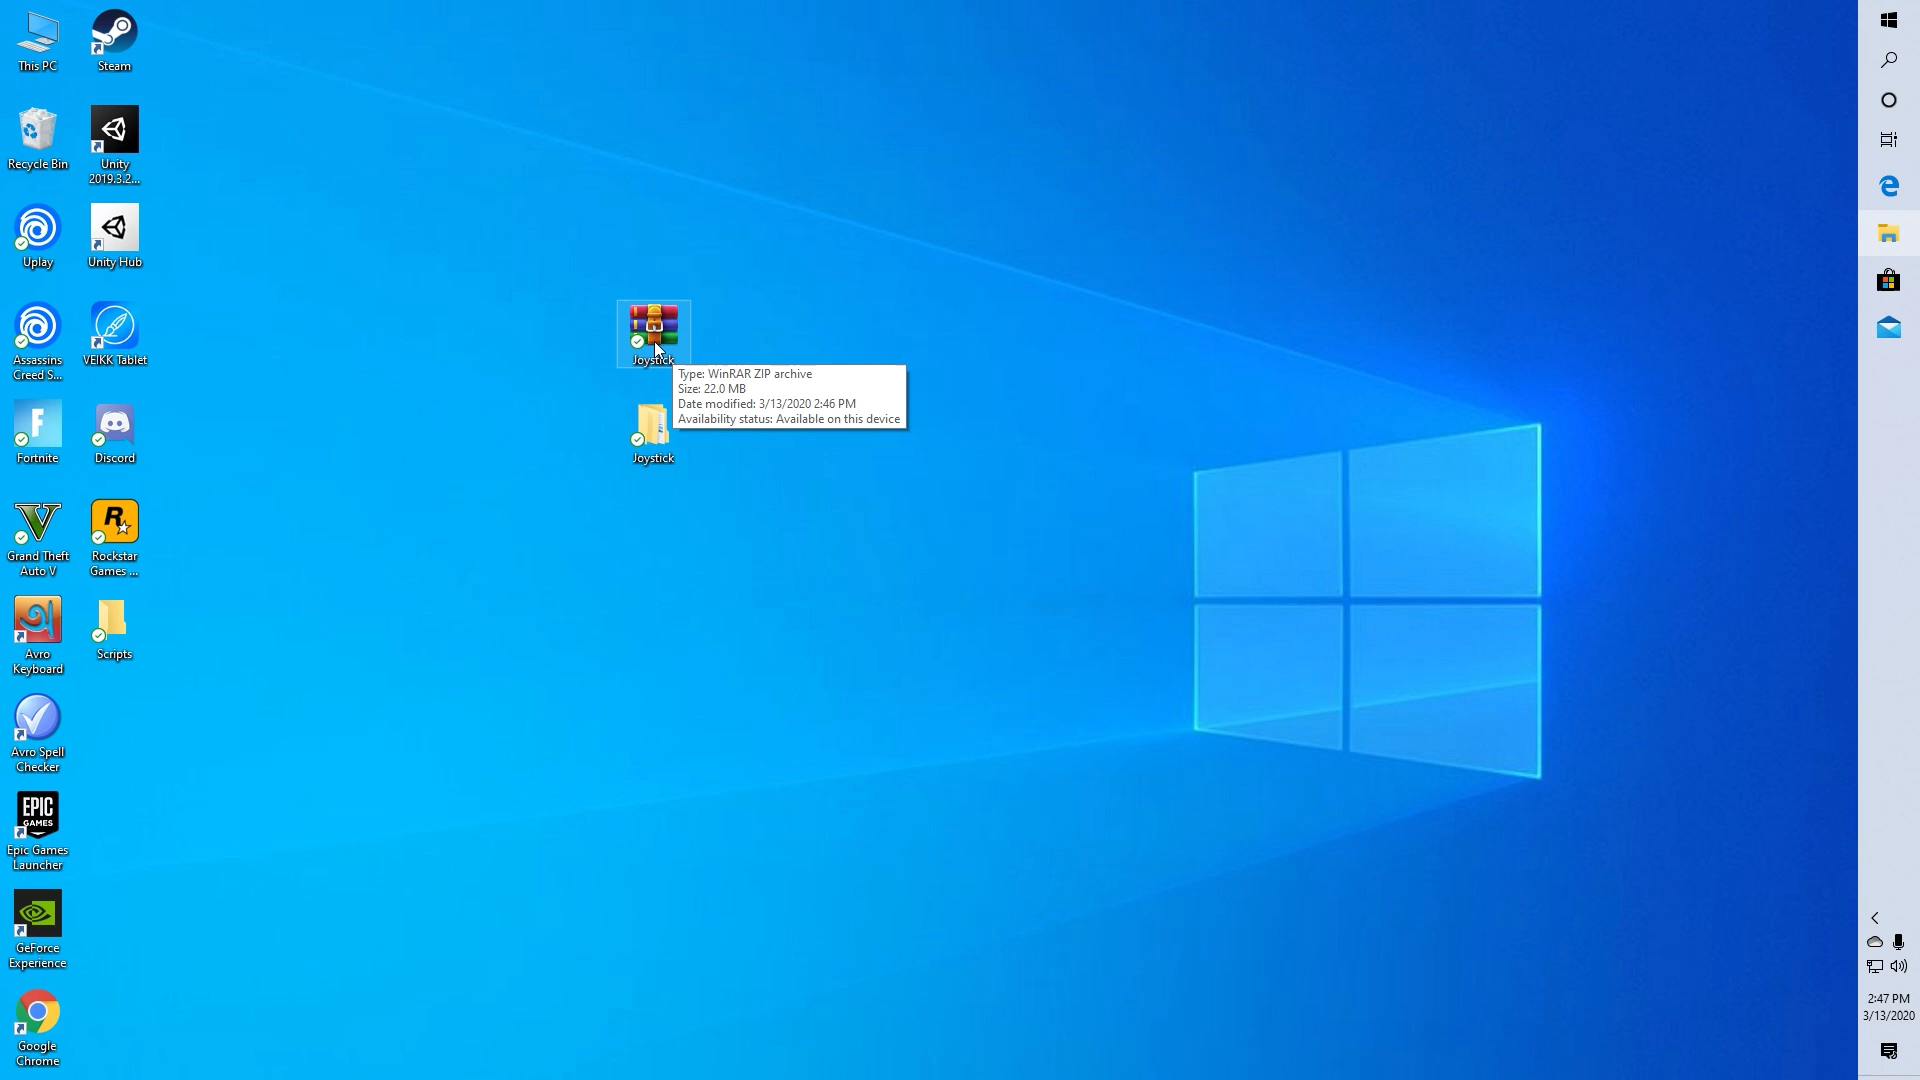 This PC
Steam
Recycle Bin
Unity
2019.3.2...
Uplay
Unity Hub
Assassins
Creed S...
VEIKK Tablet
Fortnite
Discord
Grand Theft
Auto V
Rockstar
Games ...
Avro
Keyboard
Scripts
Avro Spell
Checker
EPIC
GAMES
Epic Games
Launcher
GeForce
Experience
Google
Chrome
Joystick
Type: WinRAR ZIP archive
Size: 22.0 MB
Date modified: 3/13/2020 2:46 PM
Availability status: Available on this device
Joystick
2:47 PM
3/13/2020